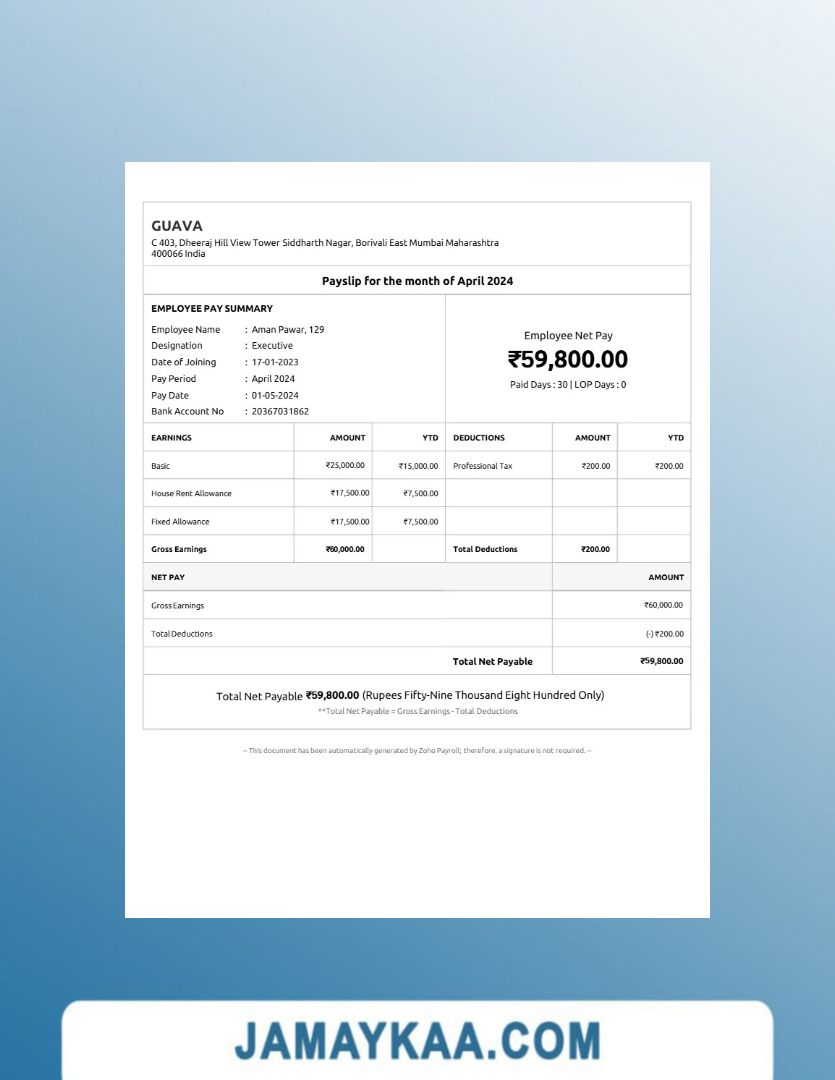 GUAVA
C 403, Dheeraj Hill View Tower Siddharth Nagar, Borivali East Mumbai Maharashtra
400066 India
Payslip for the month of April 2024
EMPLOYEE PAY SUMMARY
Employee Name : Aman Pawar, 129
Designation : Executive
Date of Joining : 17-01-2023
Pay Period : April 2024
Pay Date : 01-05-2024
Bank Account No : 20367031862
Employee Net Pay
₹59,800.00
Paid Days : 30 | LOP Days : 0
EARNINGS AMOUNT YTD DEDUCTIONS AMOUNT YTD
Basic ₹25,000.00 ₹15,000.00 Professional Tax ₹200.00 ₹200.00
House Rent Allowance ₹17,500.00 ₹7,500.00
Fixed Allowance ₹17,500.00 ₹7,500.00
Gross Earnings ₹60,000.00 Total Deductions ₹200.00
NET PAY AMOUNT
Gross Earnings ₹60,000.00
Total Deductions (-) ₹200.00
Total Net Payable ₹59,800.00
Total Net Payable ₹59,800.00 (Rupees Fifty-Nine Thousand Eight Hundred Only)
**Total Net Payable = Gross Earnings - Total Deductions
-- This document has been automatically generated by Zoho Payroll; therefore, a signature is not required. --
JAMAYKAA.COM